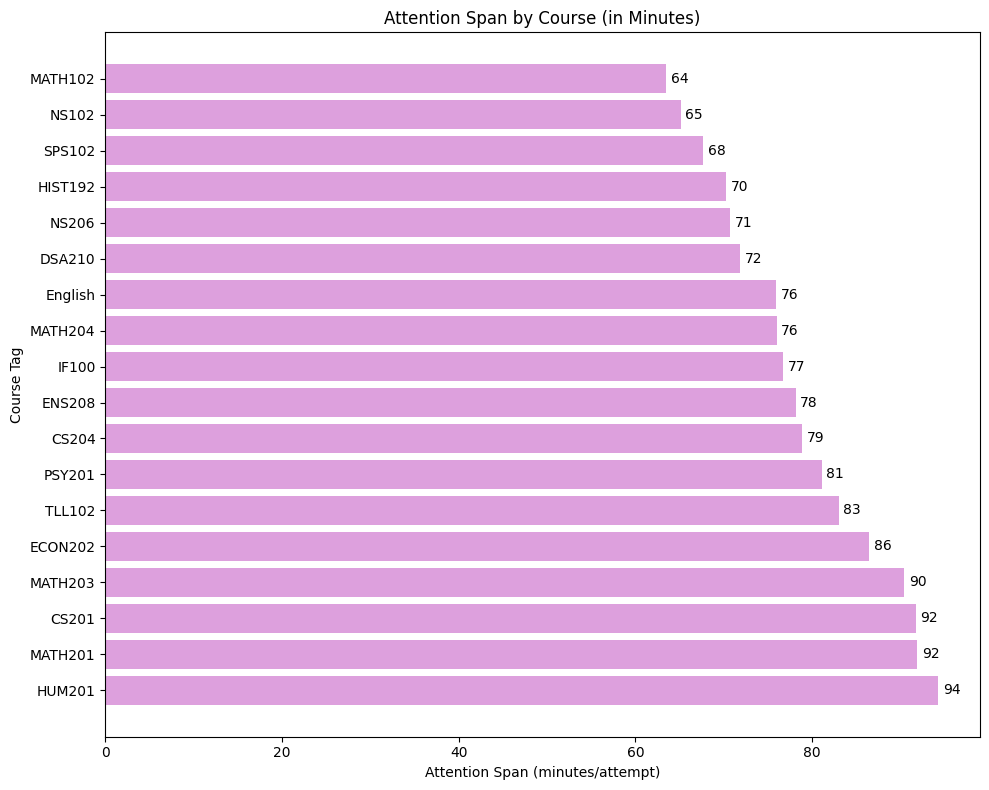 Attention Span by Course (in Minutes)
MATH102 64
NS102 65
SPS102 68
HIST192 70
NS206 71
DSA210 72
English 76
MATH204 76
IF100 77
ENS208 78
CS204 79
PSY201 81
TLL102 83
ECON202 86
MATH203 90
CS201 92
MATH201 92
HUM201 94
Course Tag
0 20 40 60 80
Attention Span (minutes/attempt)